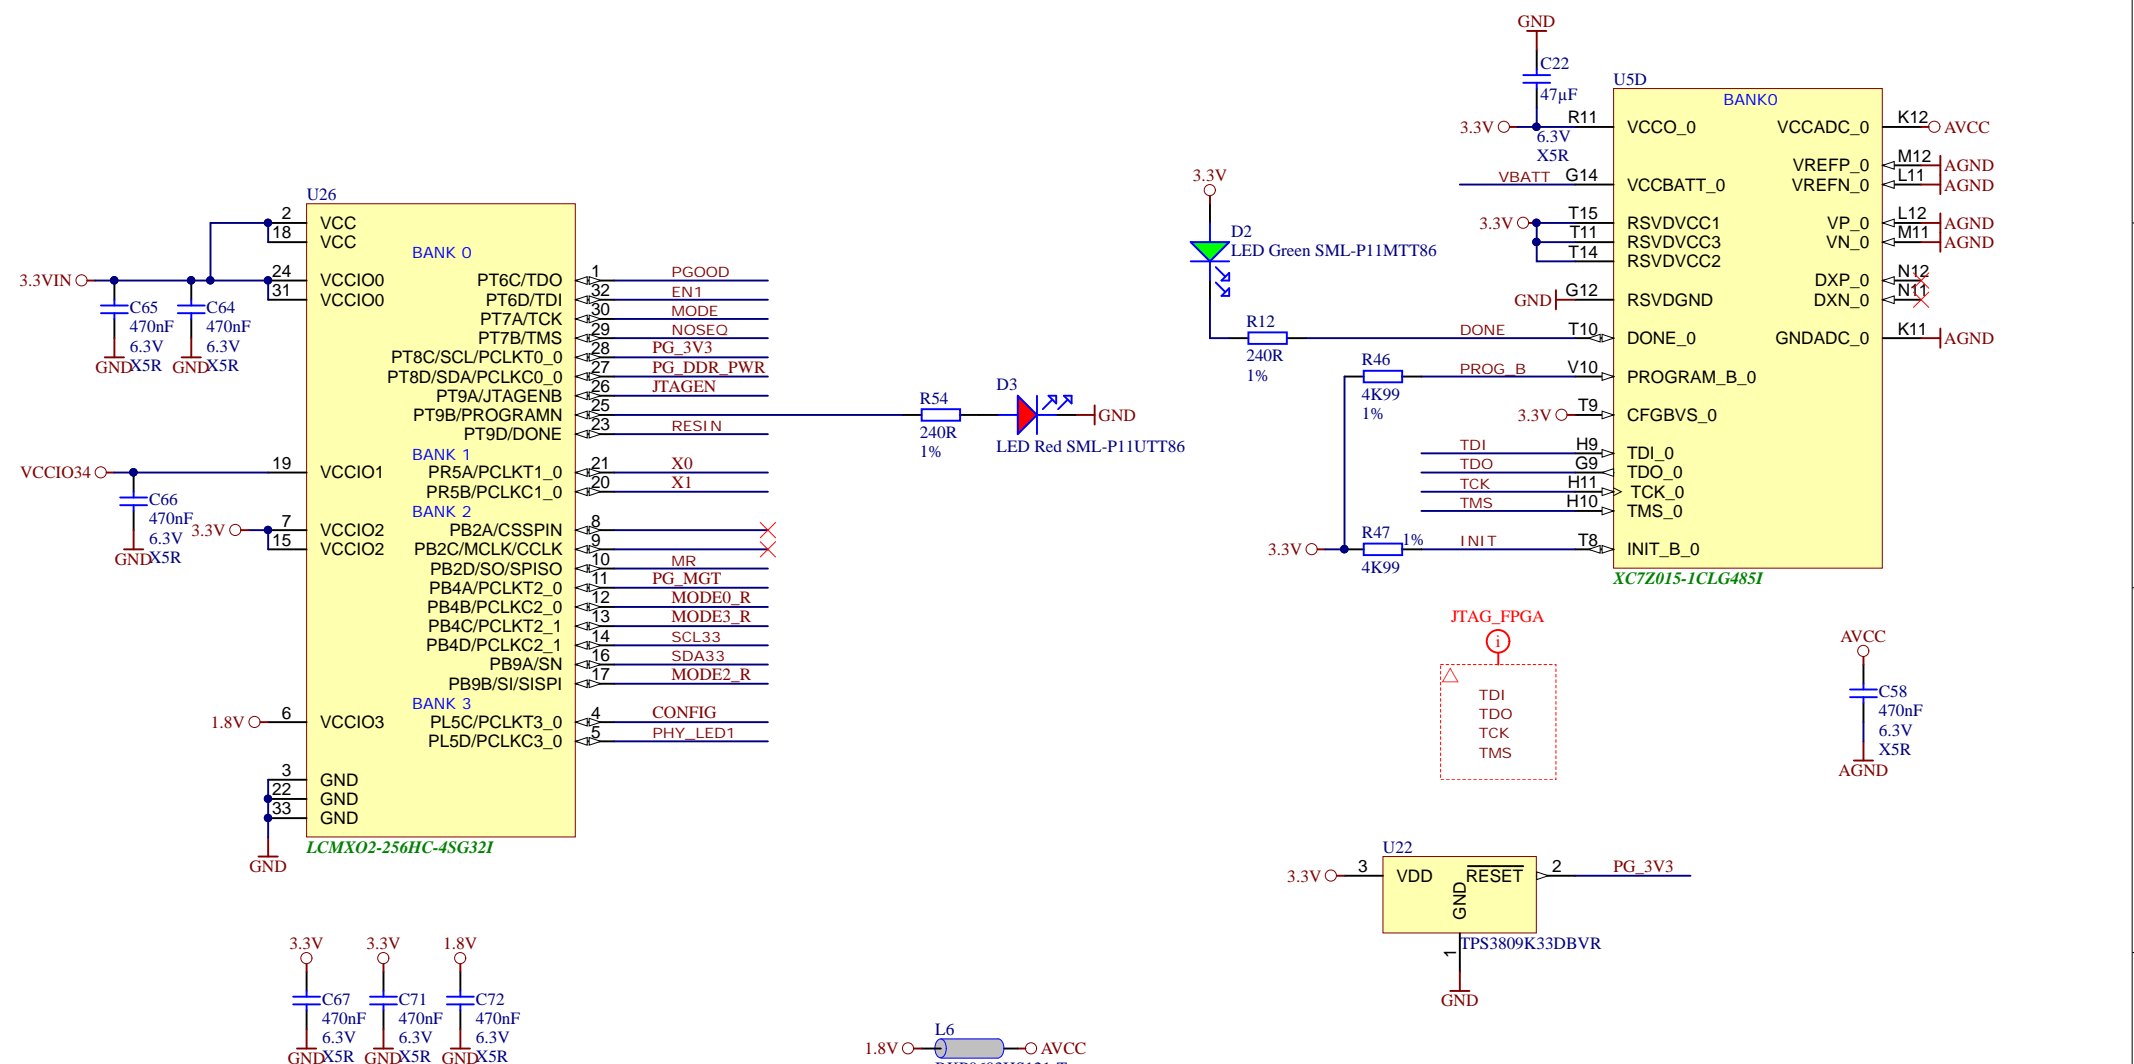 U26
2
VCC
18
VCC
BANK 0
3.3VIN
24
VCCIO0
31
VCCIO0
C65
470nF
6.3V
X5R
GND
C64
470nF
6.3V
X5R
GND
PT6C/TDO 1 PGOOD
PT6D/TDI 32 EN1
PT7A/TCK 30 MODE
PT7B/TMS 29 NOSEQ
PT8C/SCL/PCLKT0_0 28 PG_3V3
PT8D/SDA/PCLKC0_0 27 PG_DDR_PWR
PT9A/JTAGENB 26 JTAGEN
PT9B/PROGRAMN 25
PT9D/DONE 23 RESIN
R54
240R
1%
D3
GND
LED Red SML-P11UTT86
BANK 1
VCCIO34
19 VCCIO1
C66
470nF
6.3V
X5R
GND
PR5A/PCLKT1_0 21 X0
PR5B/PCLKC1_0 20 X1
BANK 2
3.3V
7 VCCIO2
15 VCCIO2
PB2A/CSSPIN 8
PB2C/MCLK/CCLK 9
PB2D/SO/SPISO 10 MR
PB4A/PCLKT2_0 11 PG_MGT
PB4B/PCLKC2_0 12 MODE0_R
PB4C/PCLKT2_1 13 MODE3_R
PB4D/PCLKC2_1 14 SCL33
PB9A/SN 16 SDA33
PB9B/SI/SISPI 17 MODE2_R
BANK 3
1.8V
6 VCCIO3
PL5C/PCLKT3_0 4 CONFIG
PL5D/PCLKC3_0 5 PHY_LED1
3 GND
22 GND
33 GND
GND
LCMXO2-256HC-4SG32I
3.3V
C67
470nF
6.3V
X5R
GND
3.3V
C71
470nF
6.3V
X5R
GND
1.8V
C72
470nF
6.3V
X5R
GND
L6
1.8V
AVCC
GND
C22
47µF
6.3V
X5R
U5D
BANK0
3.3V R11 VCCO_0
VBATT G14 VCCBATT_0
3.3V T15 RSVDVCC1
T11 RSVDVCC3
T14 RSVDVCC2
GND G12 RSVDGND
DONE T10 DONE_0
PROG_B V10 PROGRAM_B_0
3.3V T9 CFGBVS_0
TDI H9 TDI_0
TDO G9 TDO_0
TCK H11 TCK_0
TMS H10 TMS_0
INIT T8 INIT_B_0
VCCADC_0 K12 AVCC
VREFP_0 M12 AGND
VREFN_0 L11 AGND
VP_0 L12 AGND
VN_0 M11 AGND
DXP_0 N12
DXN_0 N11
GNDADC_0 K11 AGND
XC7Z015-1CLG485I
3.3V
D2
LED Green SML-P11MTT86
R12
240R
1%
R46
4K99
1%
3.3V
R47 1%
4K99
JTAG_FPGA
i
TDI
TDO
TCK
TMS
AVCC
C58
470nF
6.3V
X5R
AGND
U22
3.3V 3 VDD
RESET 2 PG_3V3
GND
TPS3809K33DBVR
1
GND